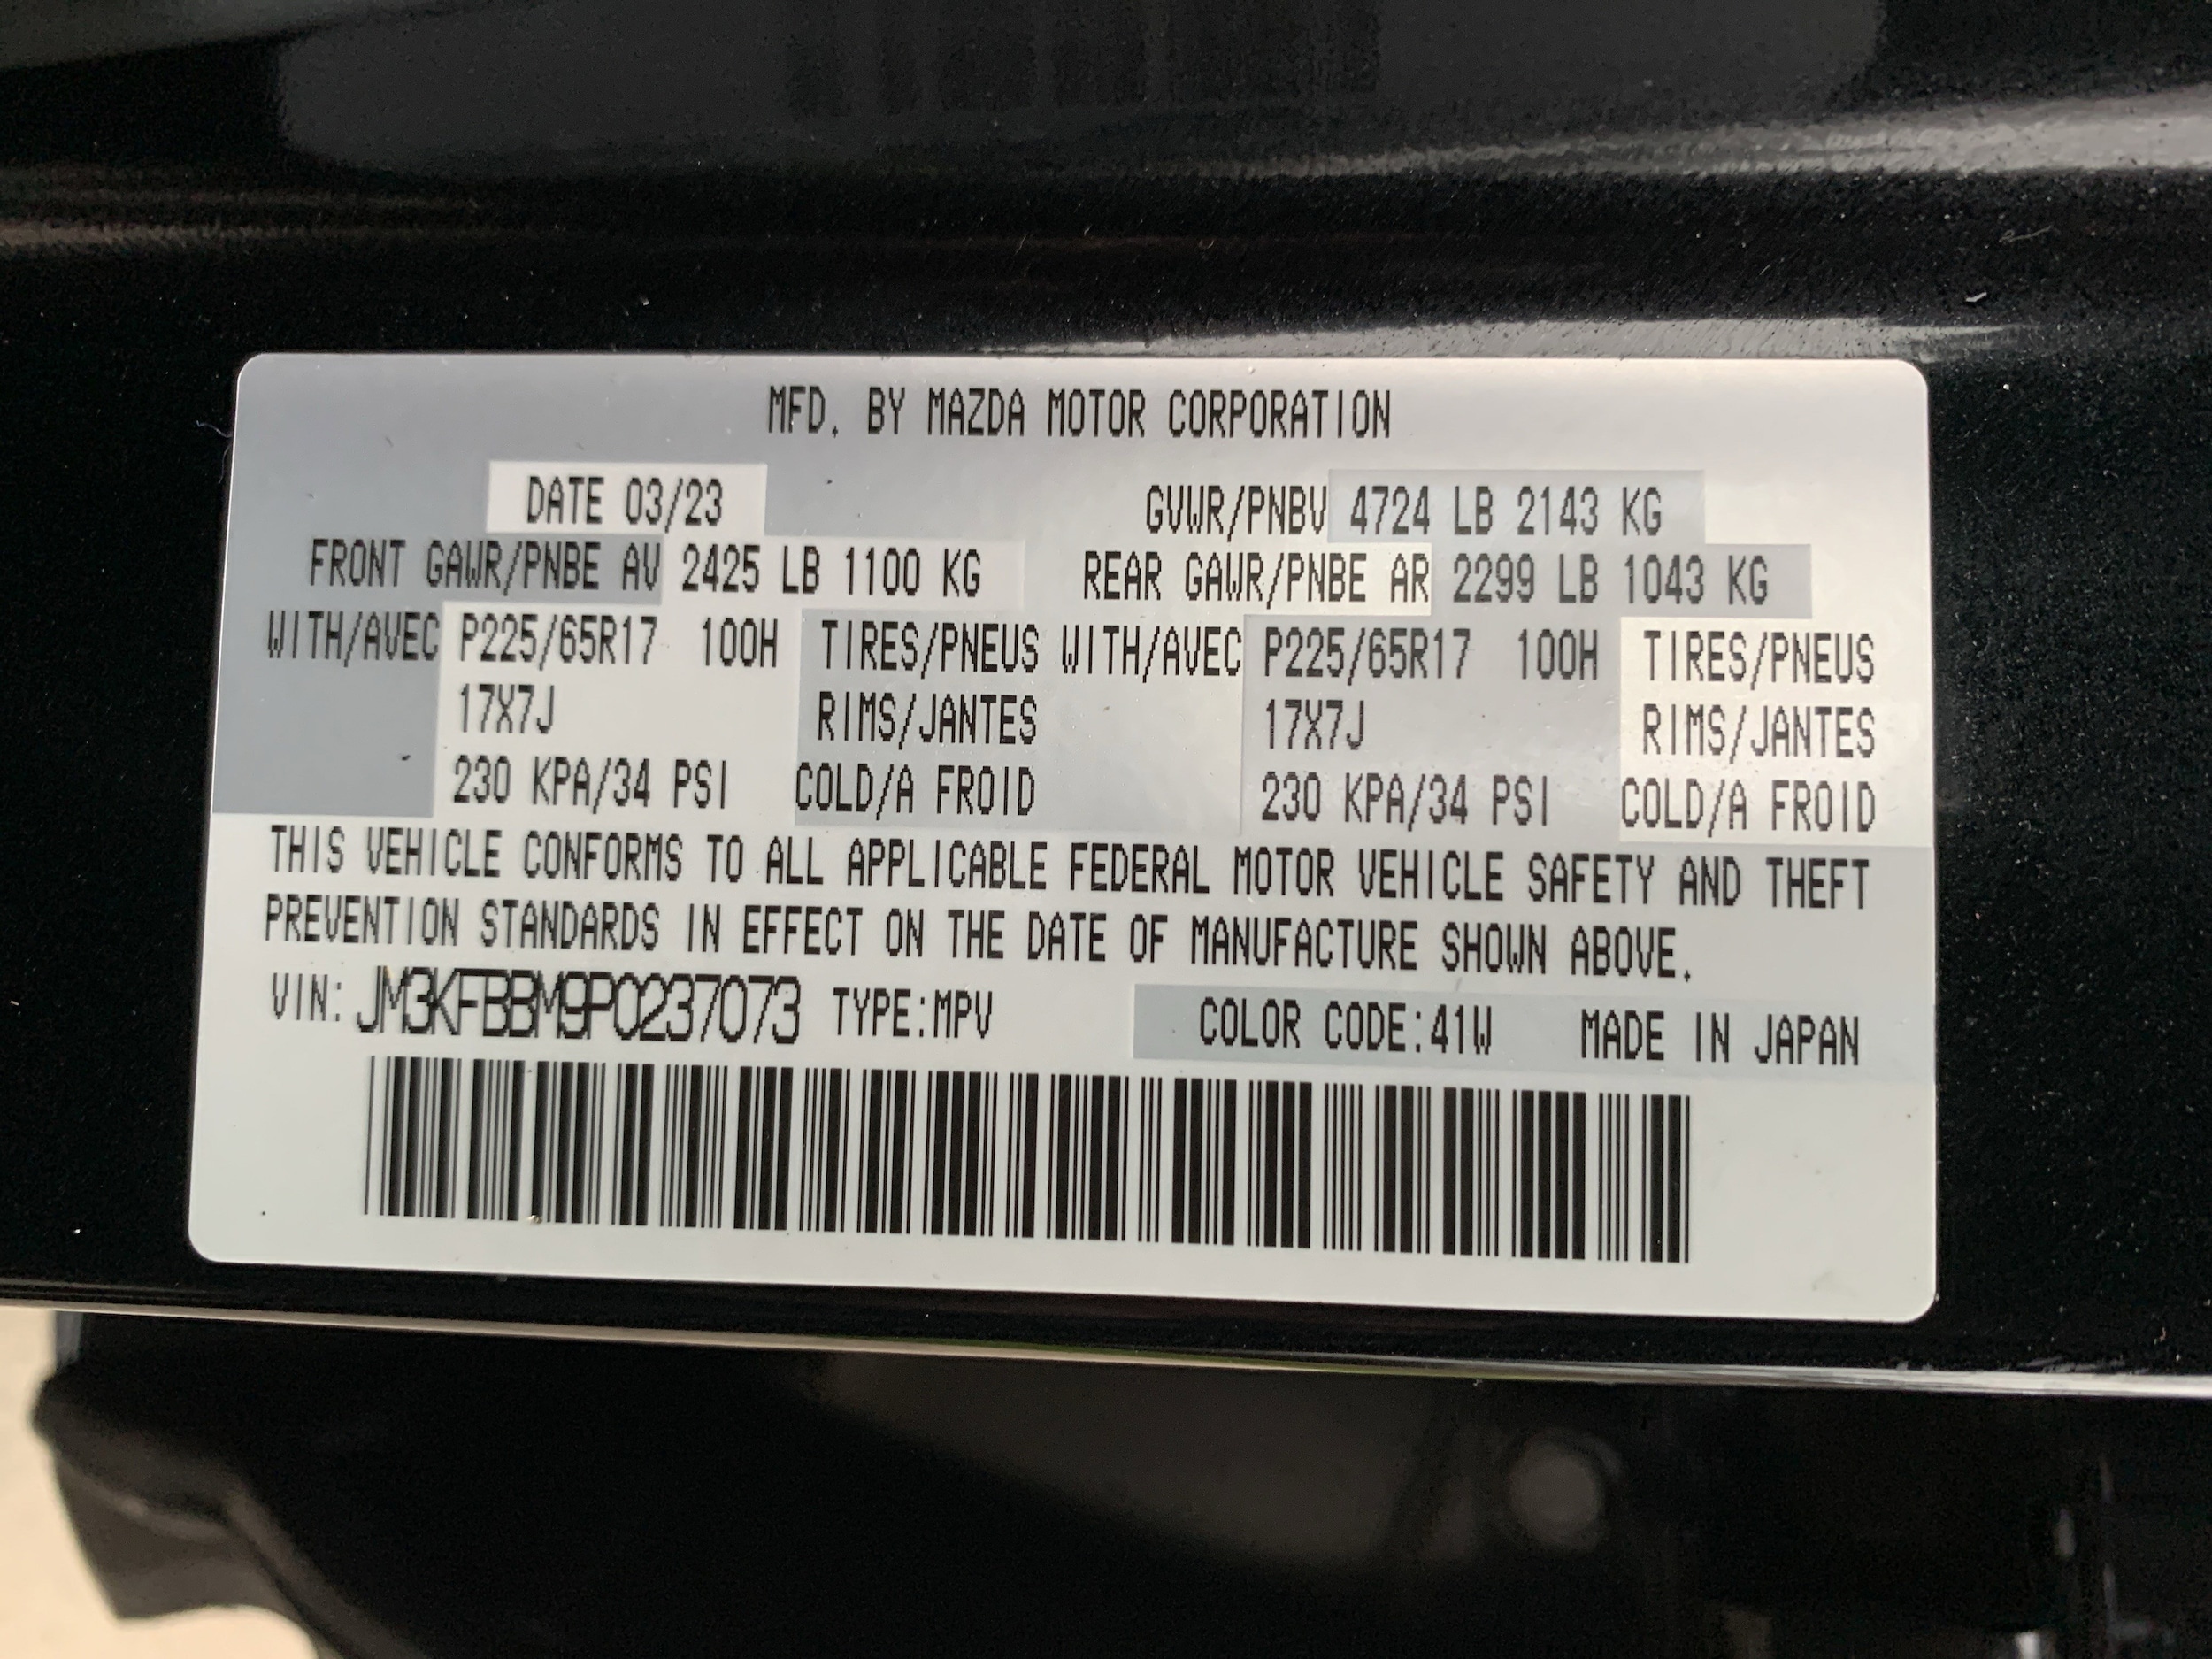 MFD. BY MAZDA MOTOR CORPORATION
DATE 03/23 GVWR/PNBV 4724 LB 2143 KG
FRONT GAWR/PNBE AV 2425 LB 1100 KG REAR GAWR/PNBE AR 2299 LB 1043 KG
WITH/AVEC P225/65R17 100H TIRES/PNEUS WITH/AVEC P225/65R17 100H TIRES/PNEUS
17X7J RIMS/JANTES 17X7J RIMS/JANTES
230 KPA/34 PSI COLD/A FROID 230 KPA/34 PSI COLD/A FROID
THIS VEHICLE CONFORMS TO ALL APPLICABLE FEDERAL MOTOR VEHICLE SAFETY AND THEFT
PREVENTION STANDARDS IN EFFECT ON THE DATE OF MANUFACTURE SHOWN ABOVE.
VIN: JM3KFBBM9P0237073 TYPE:MPV COLOR CODE:41W MADE IN JAPAN